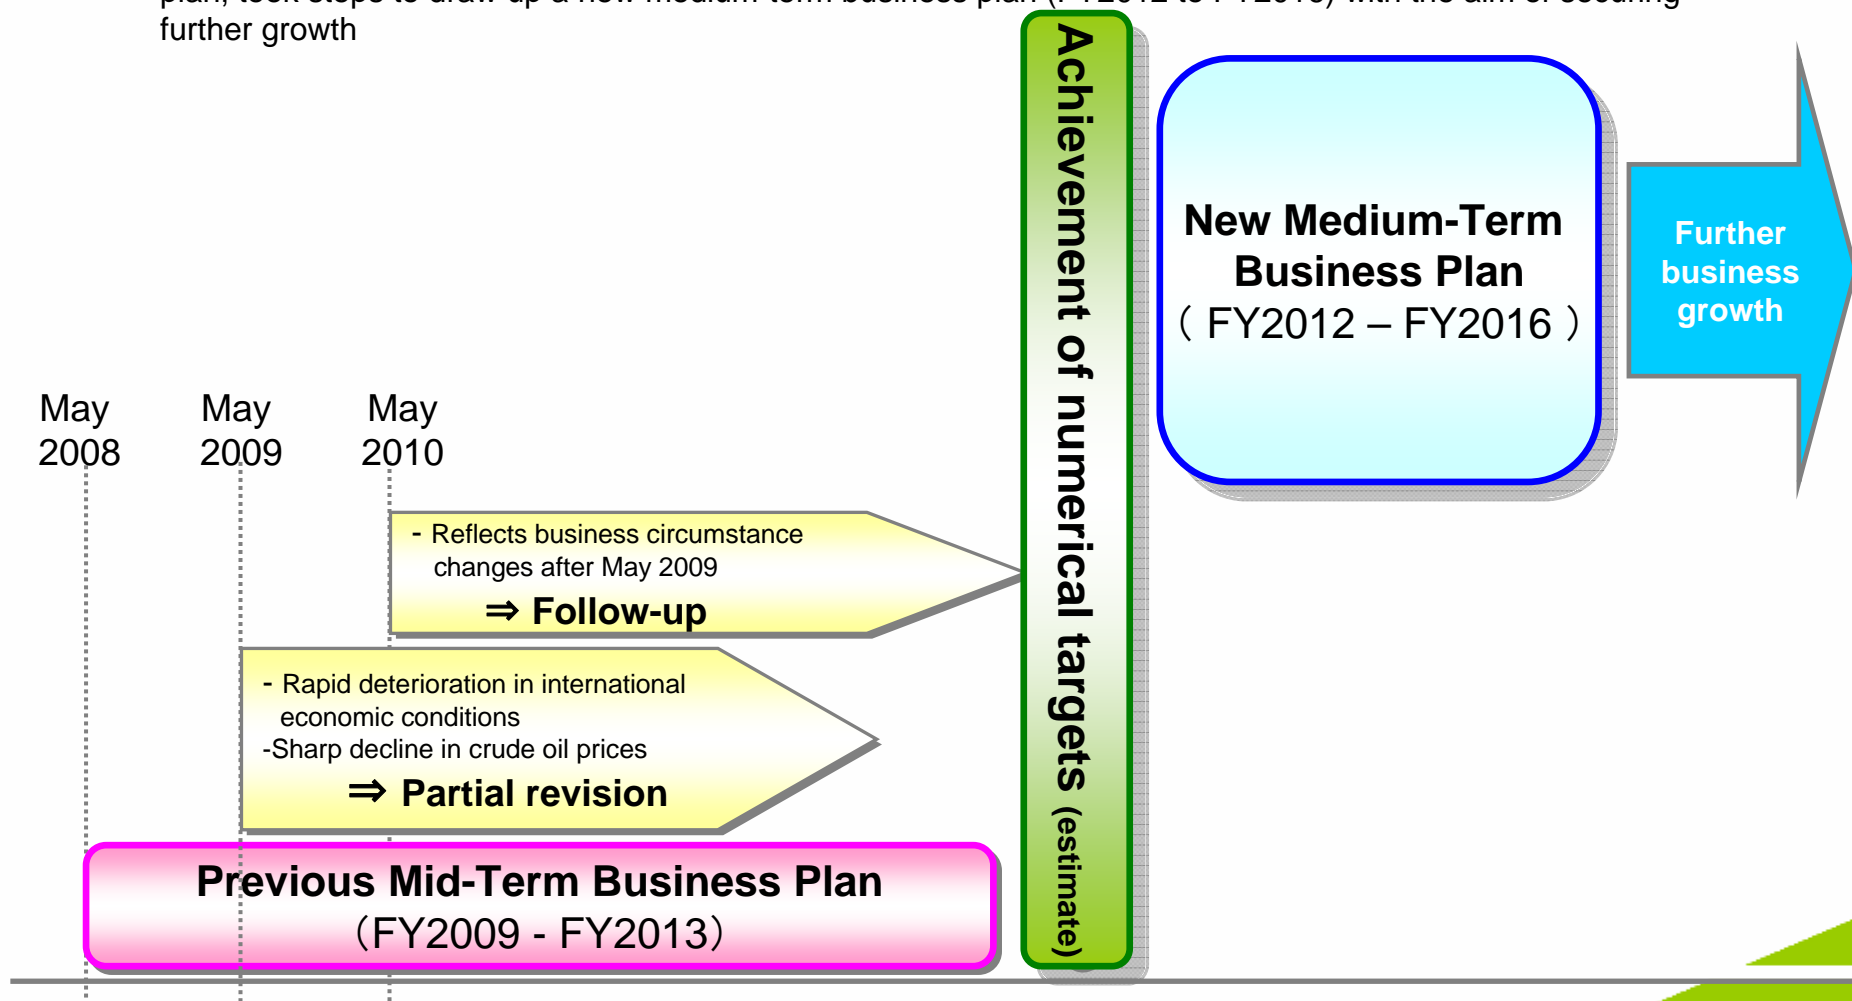 further growth
Achievement of numerical targets (estimate)
New Medium-Term
Business Plan
（ FY2012 – FY2016 ）
Further
business
growth
May
2008
May
2009
May
2010
- Reflects business circumstance
changes after May 2009
⇒ Follow-up
- Rapid deterioration in international
economic conditions
-Sharp decline in crude oil prices
⇒ Partial revision
Previous Mid-Term Business Plan
（FY2009 - FY2013）